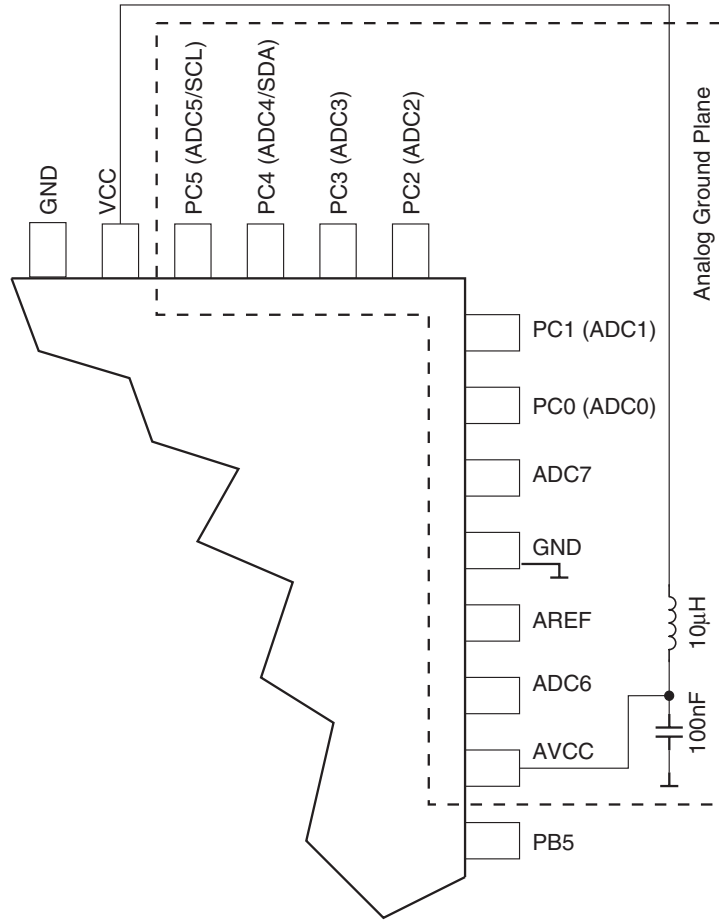 GND
VCC
PC5 (ADC5/SCL)
PC4 (ADC4/SDA)
PC3 (ADC3)
PC2 (ADC2)
Analog Ground Plane
PC1 (ADC1)
PC0 (ADC0)
ADC7
GND
AREF
ADC6
AVCC
PB5
10μH
100nF